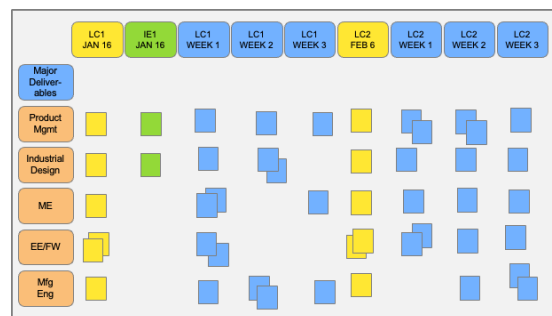 LC1
JAN 16
IE1
JAN 16
LC1
WEEK 1
LC1
WEEK 2
LC1
WEEK 3
LC2
FEB 6
LC2
WEEK 1
LC2
WEEK 2
LC2
WEEK 3
Major
Deliver-
ables
Product
Mgmt
Industrial
Design
ME
EE/FW
Mfg
Eng